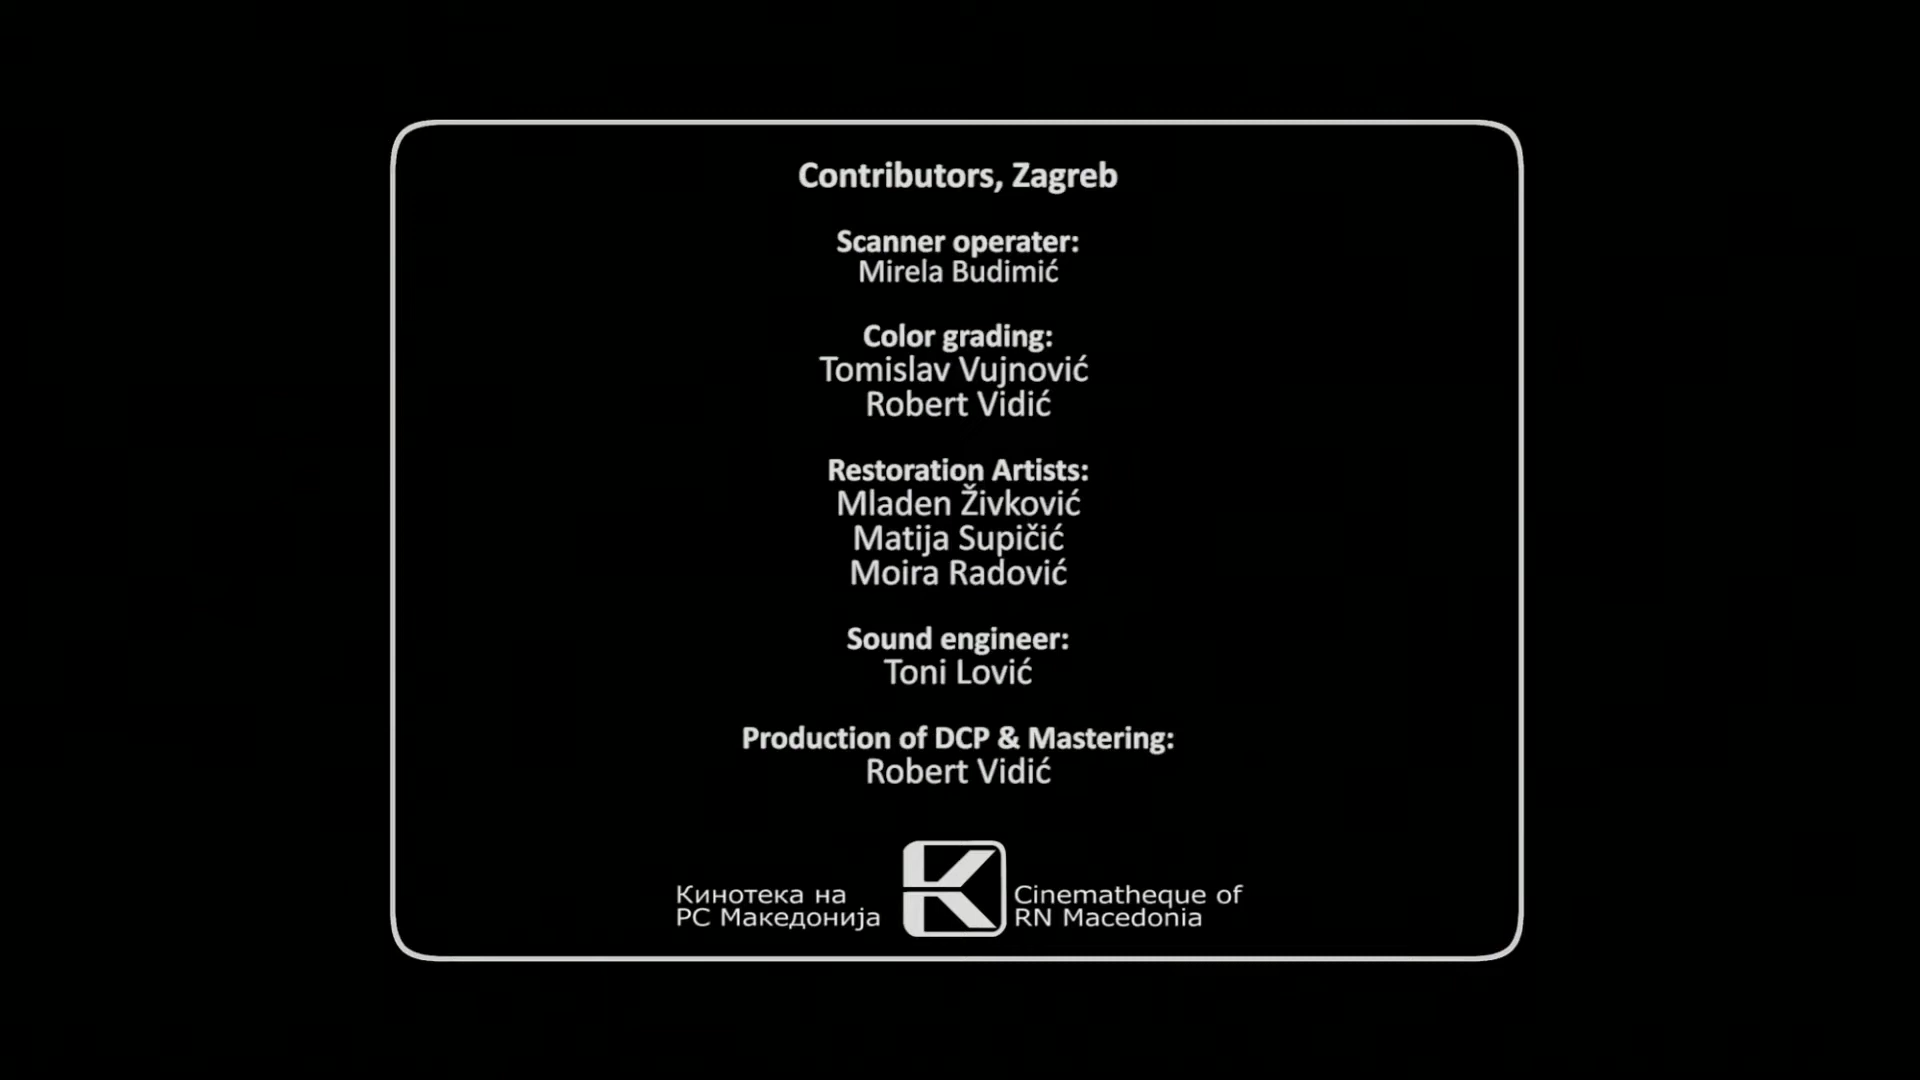 Contributors, Zagreb
Scanner operater:
Mirela Budimić
Color grading:
Tomislav Vujnović
Robert Vidić
Restoration Artists:
Mladen Živković
Matija Supičić
Moira Radović
Sound engineer:
Toni Lović
Production of DCP & Mastering:
Robert Vidić
Кинотека на
РС Македонија
Cinematheque of
RN Macedonia